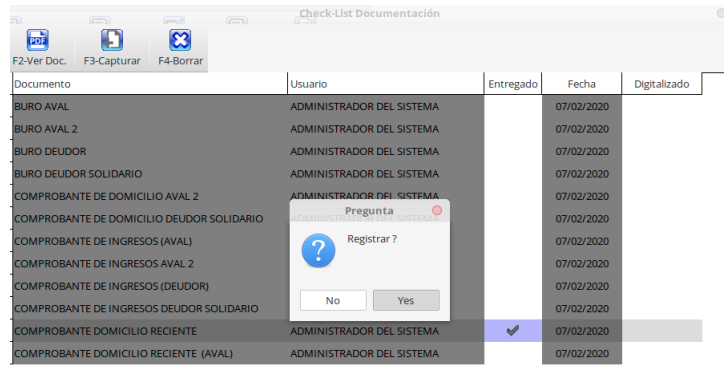 Check-List Documentación
PDF
F2-Ver Doc. F3-Capturar F4-Borrar
Documento Usuario Entregado Fecha Digitalizado
BURO AVAL ADMINISTRADOR DEL SISTEMA 07/02/2020
BURO AVAL 2 ADMINISTRADOR DEL SISTEMA 07/02/2020
BURO DEUDOR ADMINISTRADOR DEL SISTEMA 07/02/2020
BURO DEUDOR SOLIDARIO ADMINISTRADOR DEL SISTEMA 07/02/2020
COMPROBANTE DE DOMICILIO AVAL 2 ADMINISTRADOR DEL SISTEMA 07/02/2020
COMPROBANTE DE DOMICILIO DEUDOR SOLIDARIO 07/02/2020
COMPROBANTE DE INGRESOS (AVAL) 07/02/2020
COMPROBANTE DE INGRESOS AVAL 2 07/02/2020
COMPROBANTE DE INGRESOS (DEUDOR) 07/02/2020
COMPROBANTE DE INGRESOS DEUDOR SOLIDARIO 07/02/2020
COMPROBANTE DOMICILIO RECIENTE ADMINISTRADOR DEL SISTEMA 07/02/2020
COMPROBANTE DOMICILIO RECIENTE (AVAL) ADMINISTRADOR DEL SISTEMA 07/02/2020
Pregunta
Registrar ?
No Yes